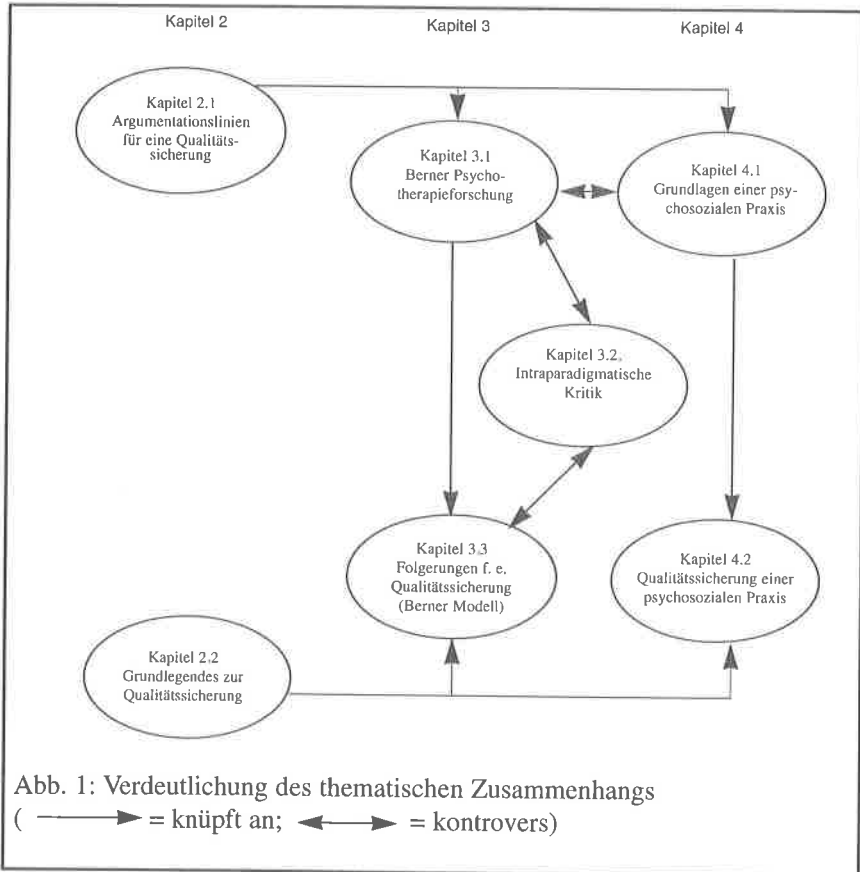 Kapitel 2
Kapitel 3
Kapitel 4
Kapitel 2.1
Argumentationslinien
für eine Qualitäts-
sicherung
Kapitel 3.1
Berner Psycho-
therapieforschung
Kapitel 4.1
Grundlagen einer psy-
chosozialen Praxis
Kapitel 3.2.
Intraparadigmatische
Kritik
Kapitel 3.3
Folgerungen f. e.
Qualitätssicherung
(Berner Modell)
Kapitel 4.2
Qualitätssicherung einer
psychosozialen Praxis
Kapitel 2.2
Grundlegendes zur
Qualitätssicherung
Abb. 1: Verdeutlichung des thematischen Zusammenhangs
( ⟶ = knüpft an; ⟷ = kontrovers)